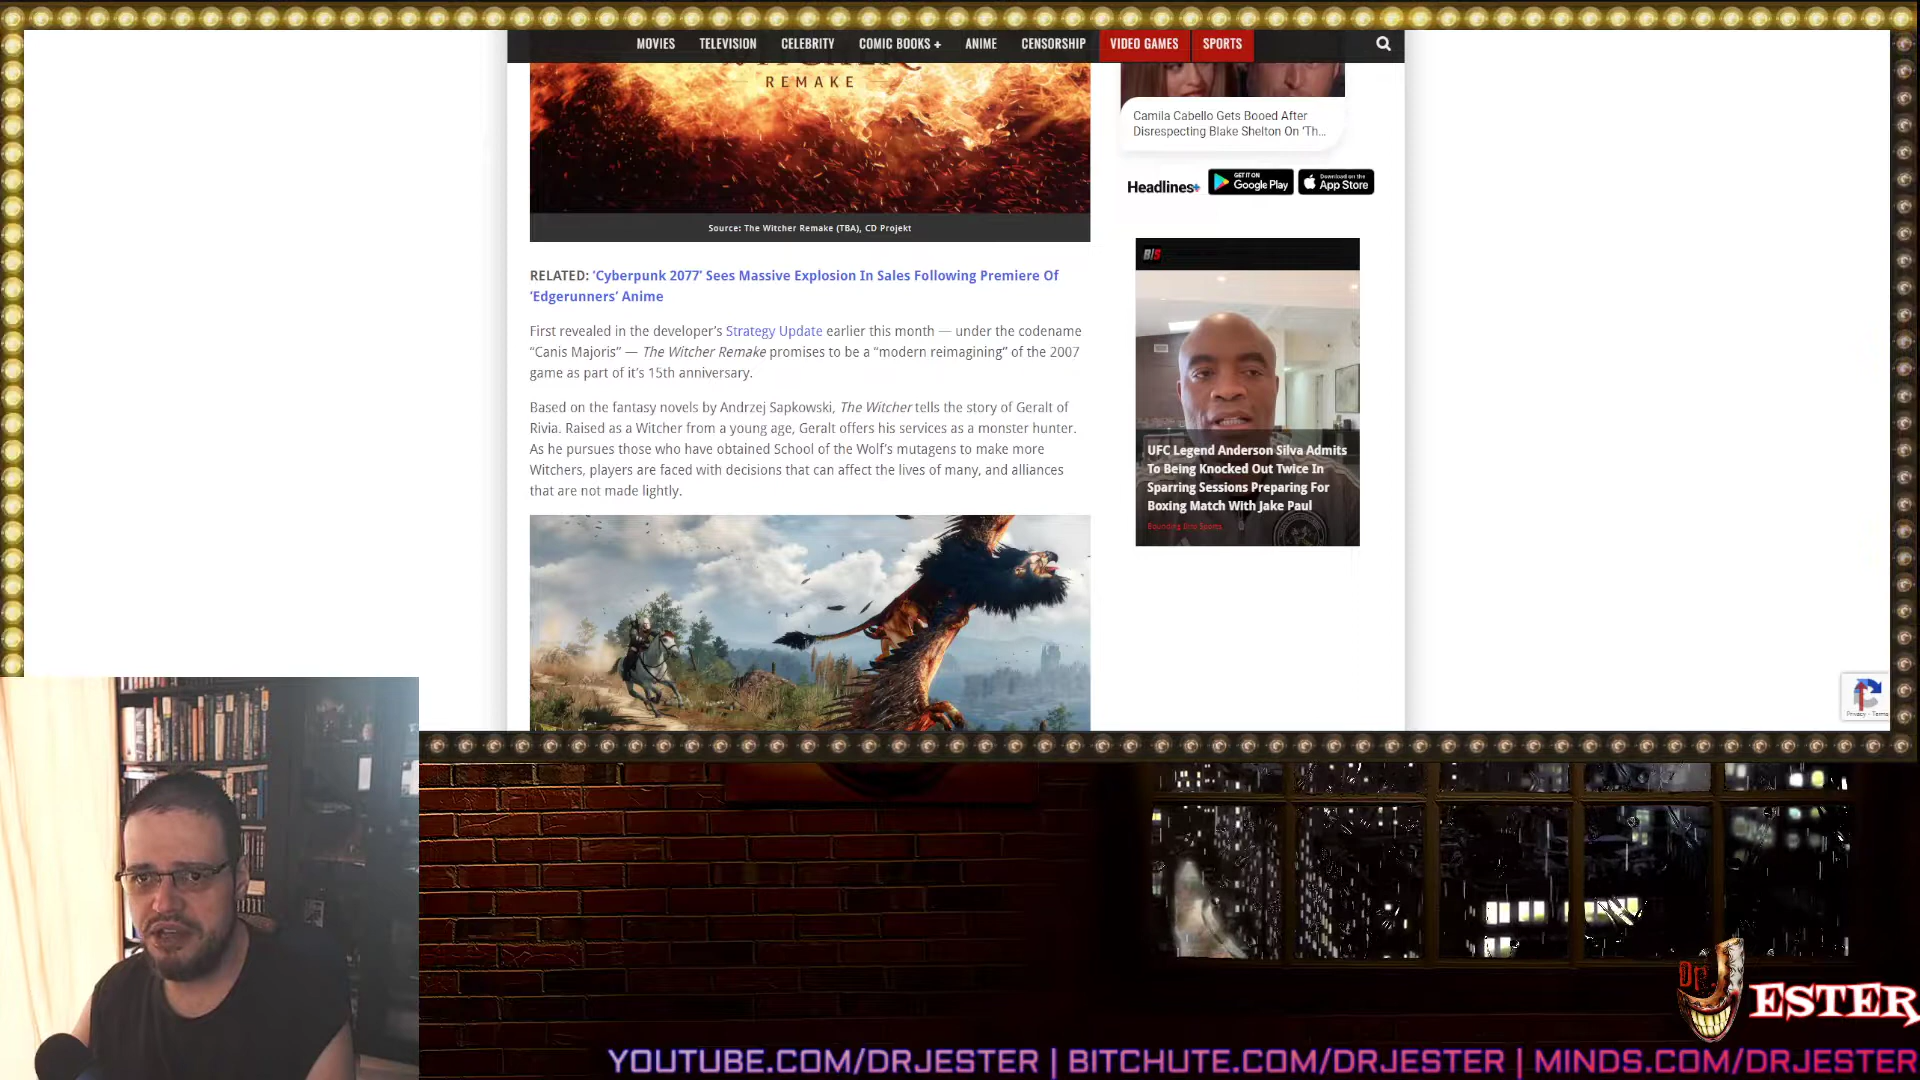 MOVIES TELEVISION CELEBRITY COMIC BOOKS + ANIME CENSORSHIP VIDEO GAMES SPORTS
REMAKE
Source: The Witcher Remake (TBA), CD Projekt
RELATED: ‘Cyberpunk 2077’ Sees Massive Explosion In Sales Following Premiere Of
‘Edgerunners’ Anime
First revealed in the developer’s Strategy Update earlier this month — under the codename
“Canis Majoris” — The Witcher Remake promises to be a “modern reimagining” of the 2007
game as part of it’s 15th anniversary.
Based on the fantasy novels by Andrzej Sapkowski, The Witcher tells the story of Geralt of
Rivia. Raised as a Witcher from a young age, Geralt offers his services as a monster hunter.
As he pursues those who have obtained School of the Wolf’s mutagens to make more
Witchers, players are faced with decisions that can affect the lives of many, and alliances
that are not made lightly.
Camila Cabello Gets Booed After
Disrespecting Blake Shelton On ‘Th...
Headlines+
GET IT ON
Google Play
Download on the
App Store
B|S
UFC Legend Anderson Silva Admits
To Being Knocked Out Twice In
Sparring Sessions Preparing For
Boxing Match With Jake Paul
Bounding Into Sports
Privacy - Terms
Dr. JESTER
YOUTUBE.COM/DRJESTER | BITCHUTE.COM/DRJESTER | MINDS.COM/DRJESTER